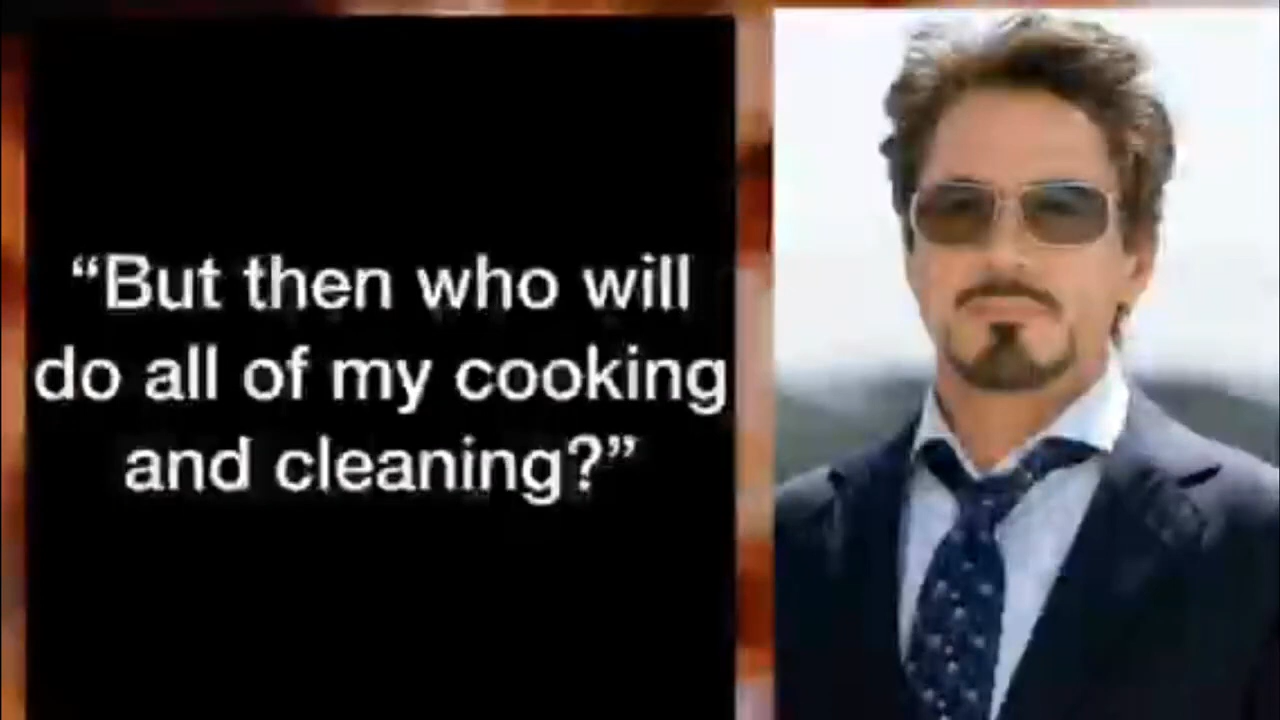 “But then who will
do all of my cooking
and cleaning?”